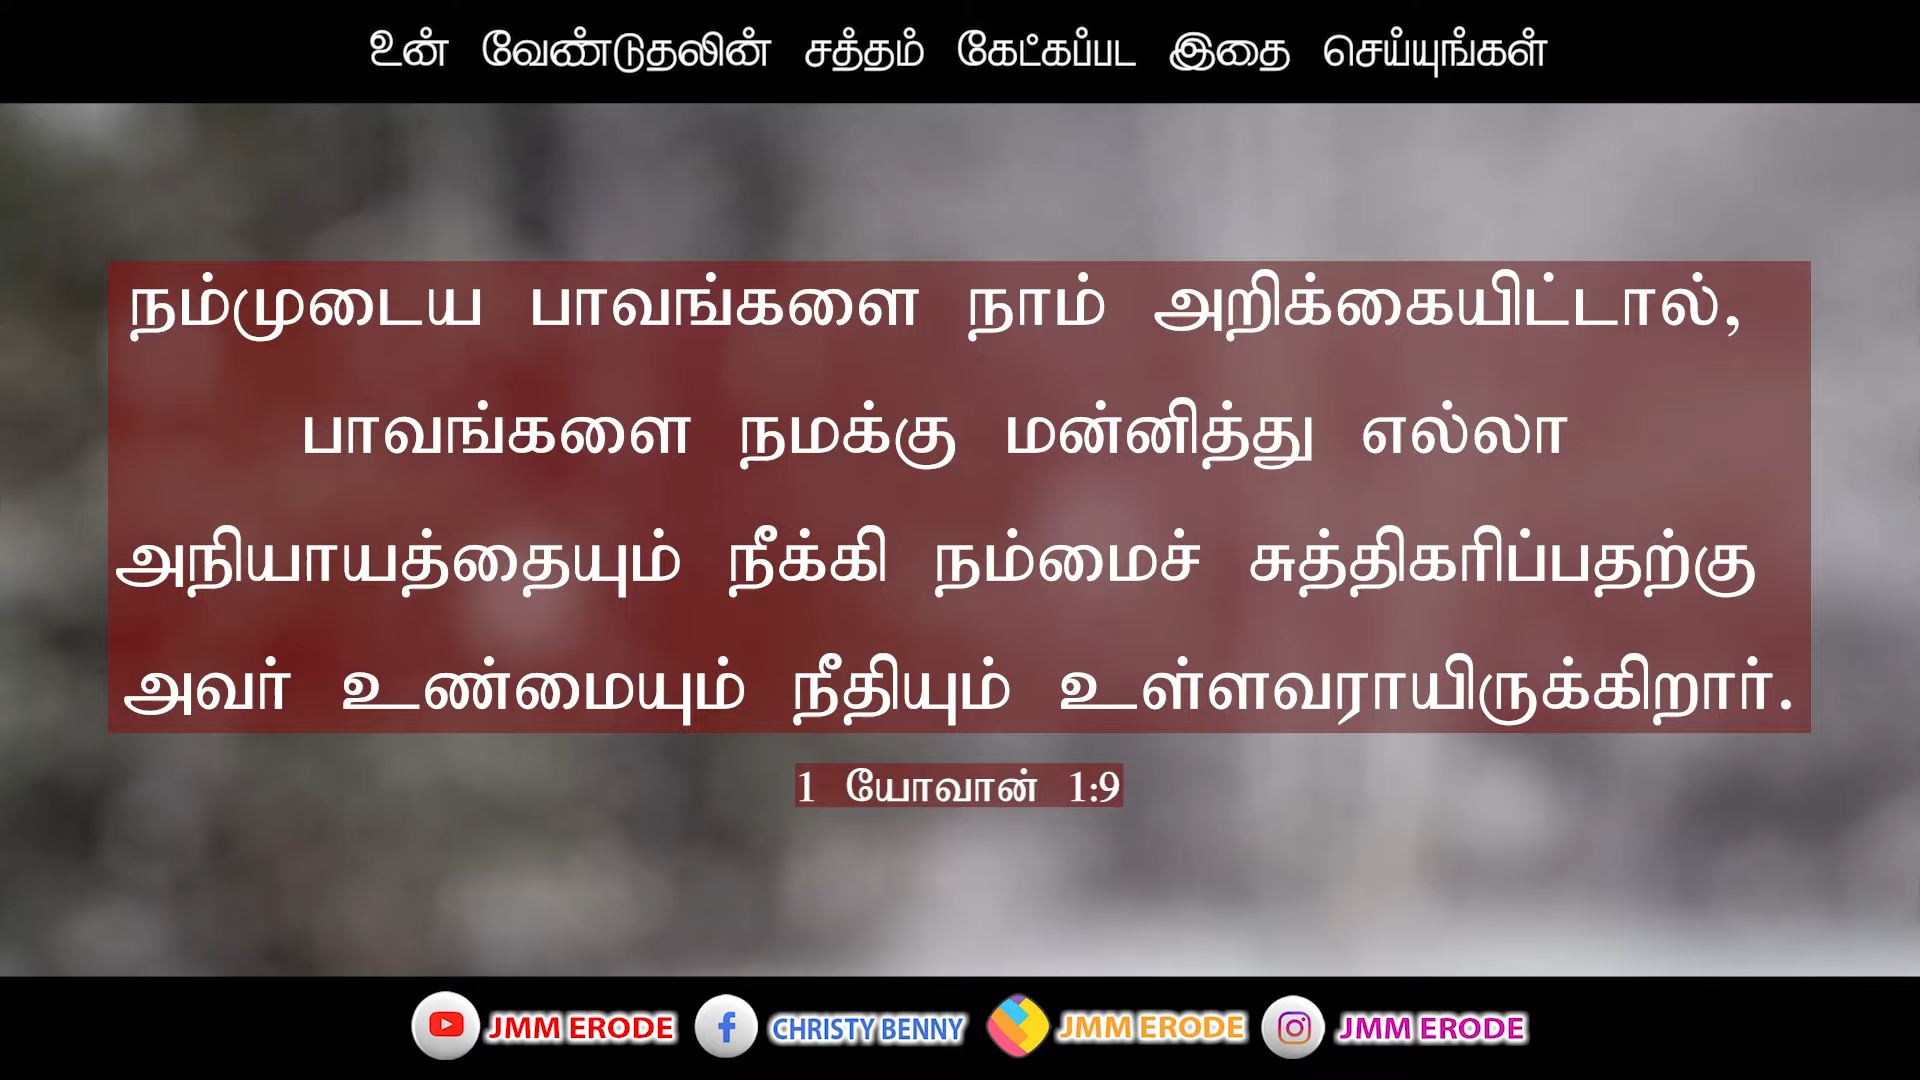 உன் வேண்டுதலின் சத்தம் கேட்கப்பட இதை செய்யுங்கள்
நம்முடைய பாவங்களை நாம் அறிக்கையிட்டால்,
பாவங்களை நமக்கு மன்னித்து எல்லா
அநியாயத்தையும் நீக்கி நம்மைச் சுத்திகரிப்பதற்கு
அவர் உண்மையும் நீதியும் உள்ளவராயிருக்கிறார்.
1 யோவான் 1:9
JMM ERODE CHRISTY BENNY JMM ERODE JMM ERODE